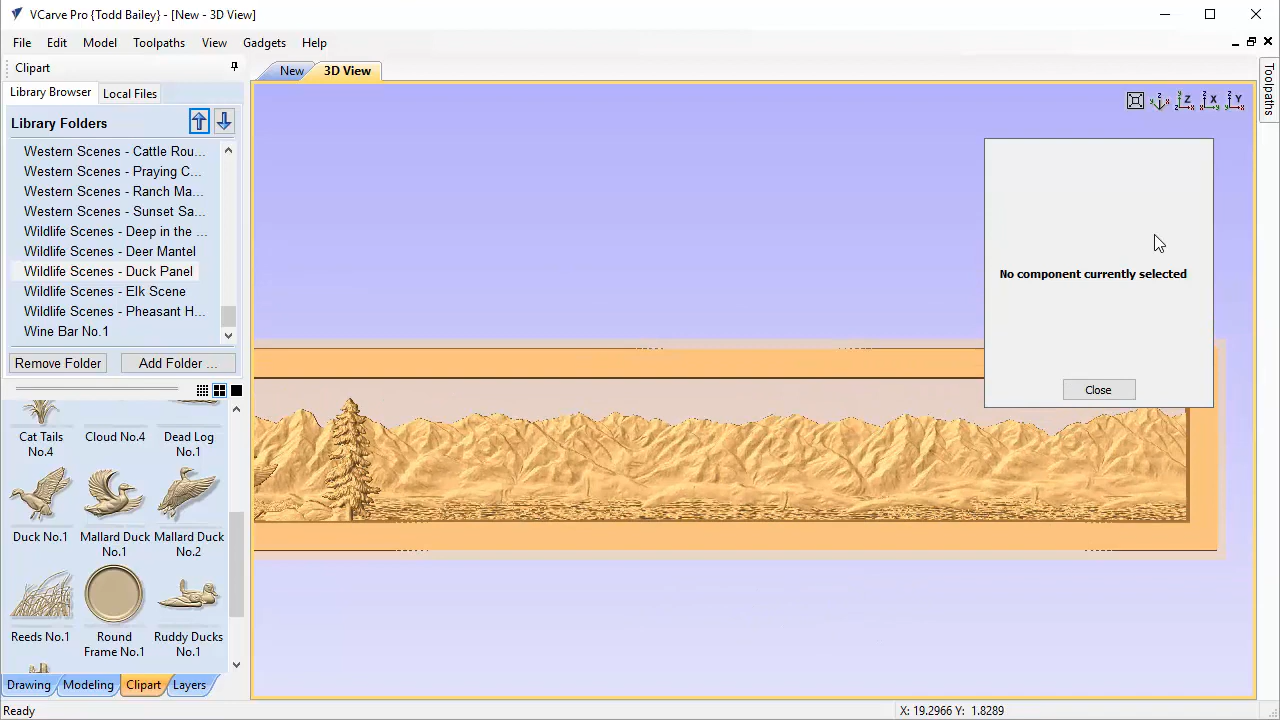 VCarve Pro {Todd Bailey} - [New - 3D View]
File Edit Model Toolpaths View Gadgets Help
Clipart
Library Browser Local Files
Library Folders
Western Scenes - Cattle Rou...
Western Scenes - Praying C...
Western Scenes - Ranch Ma...
Western Scenes - Sunset Sa...
Wildlife Scenes - Deep in the ...
Wildlife Scenes - Deer Mantel
Wildlife Scenes - Duck Panel
Wildlife Scenes - Elk Scene
Wildlife Scenes - Pheasant H...
Wine Bar No.1
Remove Folder Add Folder ...
Cat Tails No.4
Cloud No.4
Dead Log No.1
Duck No.1
Mallard Duck No.1
Mallard Duck No.2
Reeds No.1
Round Frame No.1
Ruddy Ducks No.1
Drawing Modeling Clipart Layers
New 3D View
No component currently selected
Close
Toolpaths
Ready
X: 19.2966 Y: 1.8289